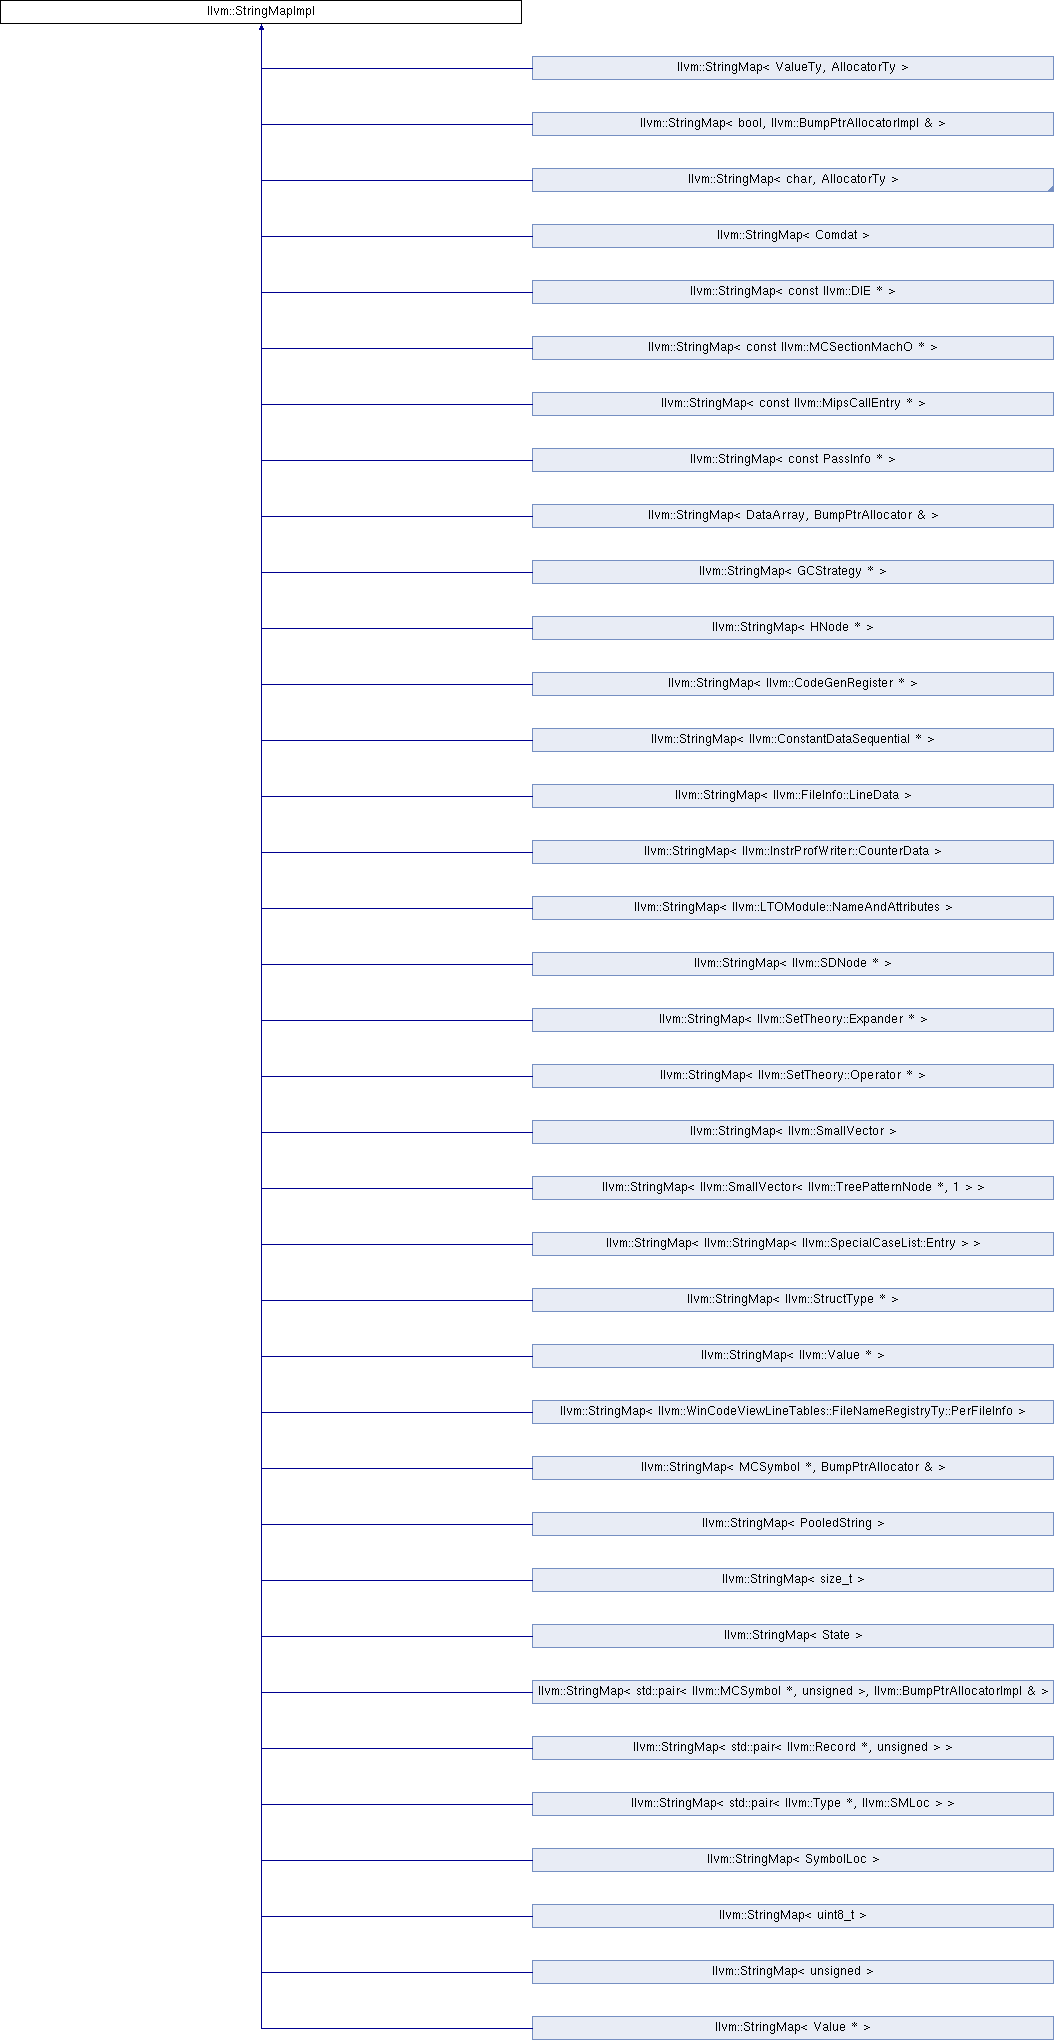 llvm::StringMapImpl
llvm::StringMap< ValueTy, AllocatorTy >
llvm::StringMap< bool, llvm::BumpPtrAllocatorImpl & >
llvm::StringMap< char, AllocatorTy >
llvm::StringMap< Comdat >
llvm::StringMap< const llvm::DIE * >
llvm::StringMap< const llvm::MCSectionMachO * >
llvm::StringMap< const llvm::MipsCallEntry * >
llvm::StringMap< const PassInfo * >
llvm::StringMap< DataArray, BumpPtrAllocator & >
llvm::StringMap< GCStrategy * >
llvm::StringMap< HNode * >
llvm::StringMap< llvm::CodeGenRegister * >
llvm::StringMap< llvm::ConstantDataSequential * >
llvm::StringMap< llvm::FileInfo::LineData >
llvm::StringMap< llvm::InstrProfWriter::CounterData >
llvm::StringMap< llvm::LTOModule::NameAndAttributes >
llvm::StringMap< llvm::SDNode * >
llvm::StringMap< llvm::SetTheory::Expander * >
llvm::StringMap< llvm::SetTheory::Operator * >
llvm::StringMap< llvm::SmallVector >
llvm::StringMap< llvm::SmallVector< llvm::TreePatternNode *, 1 > >
llvm::StringMap< llvm::StringMap< llvm::SpecialCaseList::Entry > >
llvm::StringMap< llvm::StructType * >
llvm::StringMap< llvm::Value * >
llvm::StringMap< llvm::WinCodeViewLineTables::FileNameRegistryTy::PerFileInfo >
llvm::StringMap< MCSymbol *, BumpPtrAllocator & >
llvm::StringMap< PooledString >
llvm::StringMap< size_t >
llvm::StringMap< State >
llvm::StringMap< std::pair< llvm::MCSymbol *, unsigned >, llvm::BumpPtrAllocatorImpl & >
llvm::StringMap< std::pair< llvm::Record *, unsigned > >
llvm::StringMap< std::pair< llvm::Type *, llvm::SMLoc > >
llvm::StringMap< SymbolLoc >
llvm::StringMap< uint8_t >
llvm::StringMap< unsigned >
llvm::StringMap< Value * >